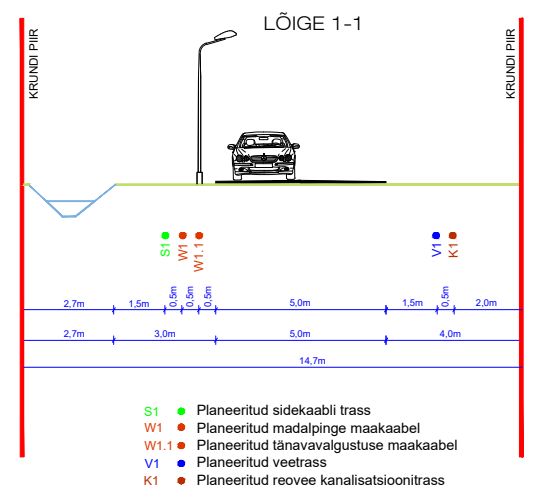 LÕIGE 1-1
KRUNDI PIIR
KRUNDI PIIR
S1
W1
W1.1
V1
K1
2,7m
1,5m
0,5m
0,5m
0,5m
5,0m
1,5m
0,5m
2,0m
2,7m
3,0m
5,0m
4,0m
14,7m
S1 Planeeritud sidekaabli trass
W1 Planeeritud madalpinge maakaabel
W1.1 Planeeritud tänavavalgustuse maakaabel
V1 Planeeritud veetrass
K1 Planeeritud reovee kanalisatsioonitrass